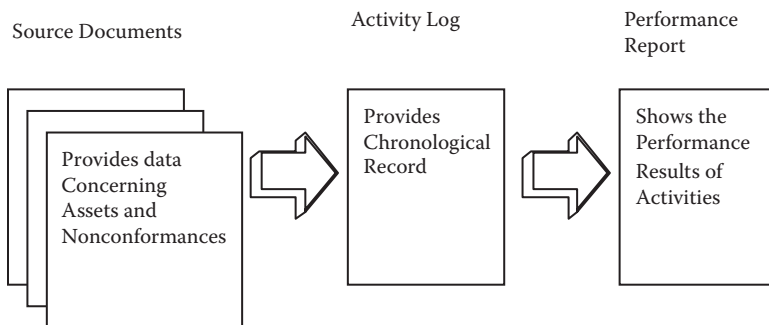 Source Documents
Activity Log
Performance
Report
Provides data
Concerning
Assets and
Nonconformances
Provides
Chronological
Record
Shows the
Performance
Results of
Activities